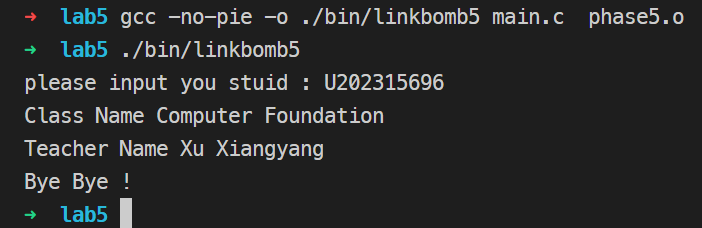 ➜ lab5 gcc -no-pie -o ./bin/linkbomb5 main.c  phase5.o
➜ lab5 ./bin/linkbomb5
please input you stuid : U202315696
Class Name Computer Foundation
Teacher Name Xu Xiangyang
Bye Bye !
➜ lab5